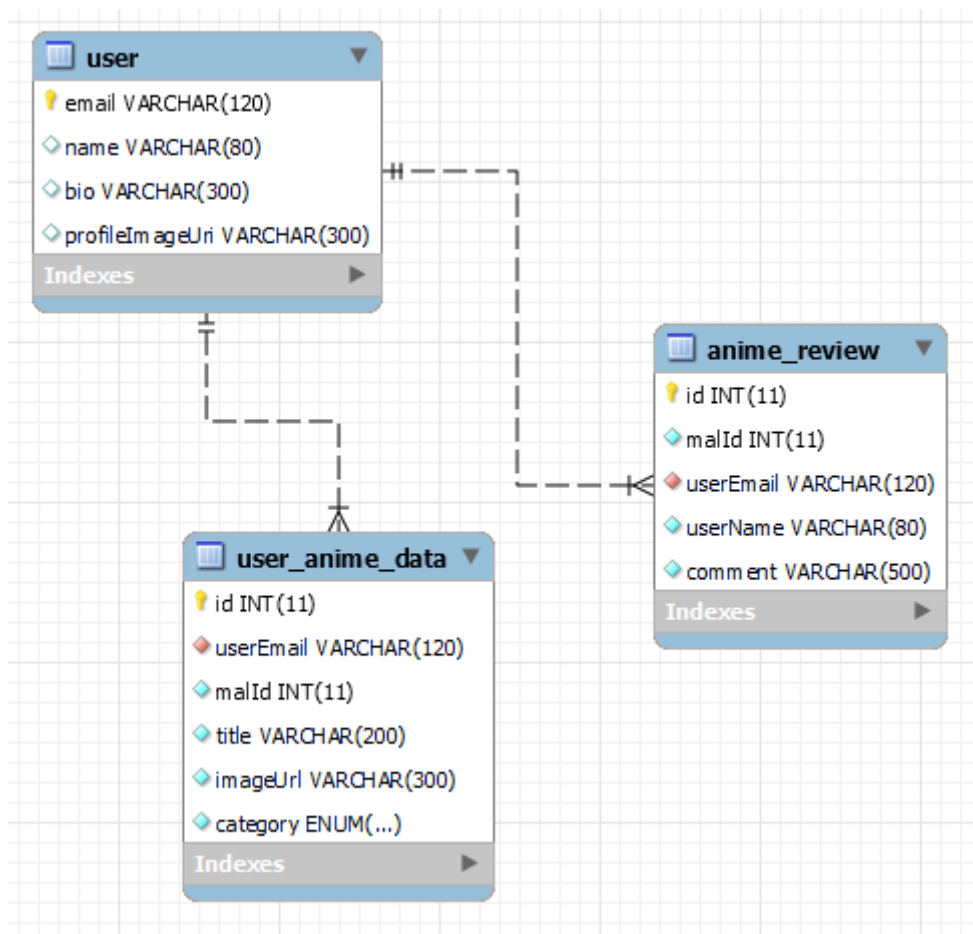 user
email VARCHAR(120)
name VARCHAR(80)
bio VARCHAR(300)
profileImageUri VARCHAR(300)
Indexes
anime_review
id INT(11)
malId INT(11)
userEmail VARCHAR(120)
userName VARCHAR(80)
comment VARCHAR(500)
Indexes
user_anime_data
id INT(11)
userEmail VARCHAR(120)
malId INT(11)
title VARCHAR(200)
imageUrl VARCHAR(300)
category ENUM(...)
Indexes